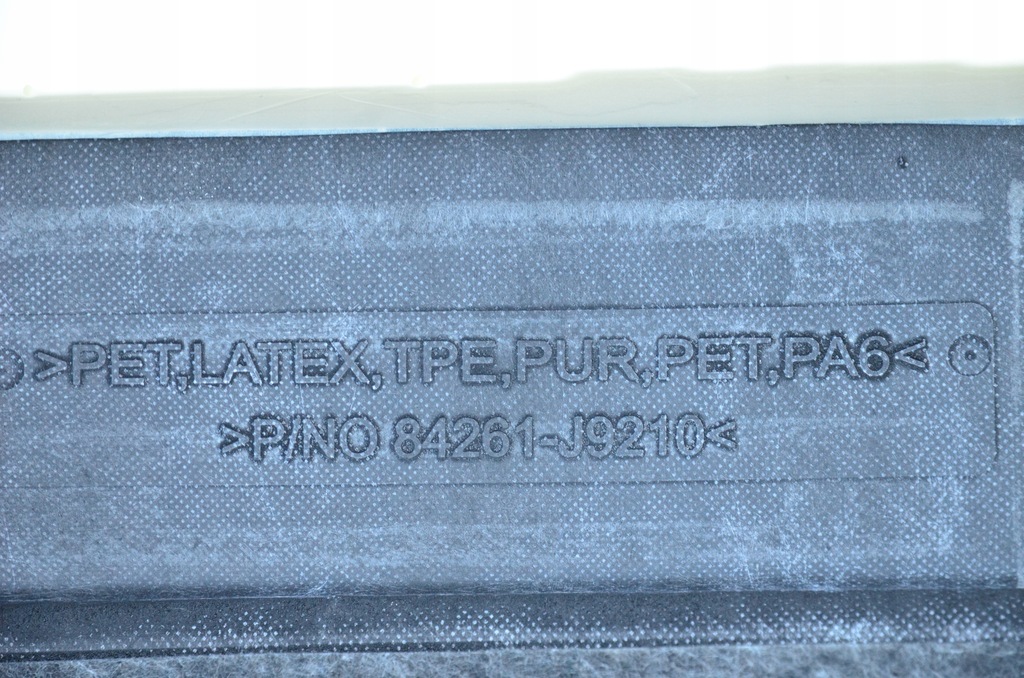 >PET,LATEX,TPE,PUR,PET,PA6<
>P/NO 84261-J9210<